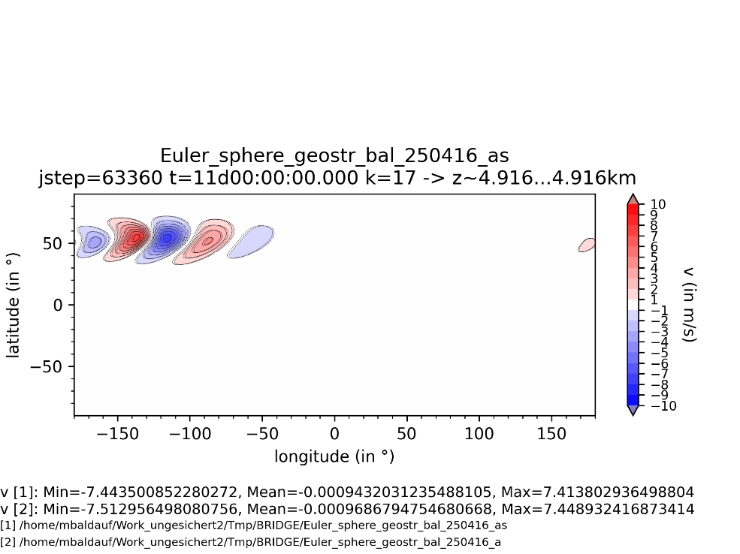 Euler_sphere_geostr_bal_250416_as
jstep=63360 t=11d00:00:00.000 k=17 -> z~4.916...4.916km
10
9
8
7
6
5
4
3
2
1
−1
−2
−3
−4
−5
−6
−7
−8
−9
−10
v (in m/s)
50
0
−50
latitude (in °)
−150 −100 −50 0 50 100 150
longitude (in °)
v [1]: Min=-7.443500852280272, Mean=-0.0009432031235488105, Max=7.413802936498804
v [2]: Min=-7.512956498080756, Mean=-0.0009686794754680668, Max=7.448932416873414
[1] /home/mbaldauf/Work_ungesichert2/Tmp/BRIDGE/Euler_sphere_geostr_bal_250416_as
[2] /home/mbaldauf/Work_ungesichert2/Tmp/BRIDGE/Euler_sphere_geostr_bal_250416_a